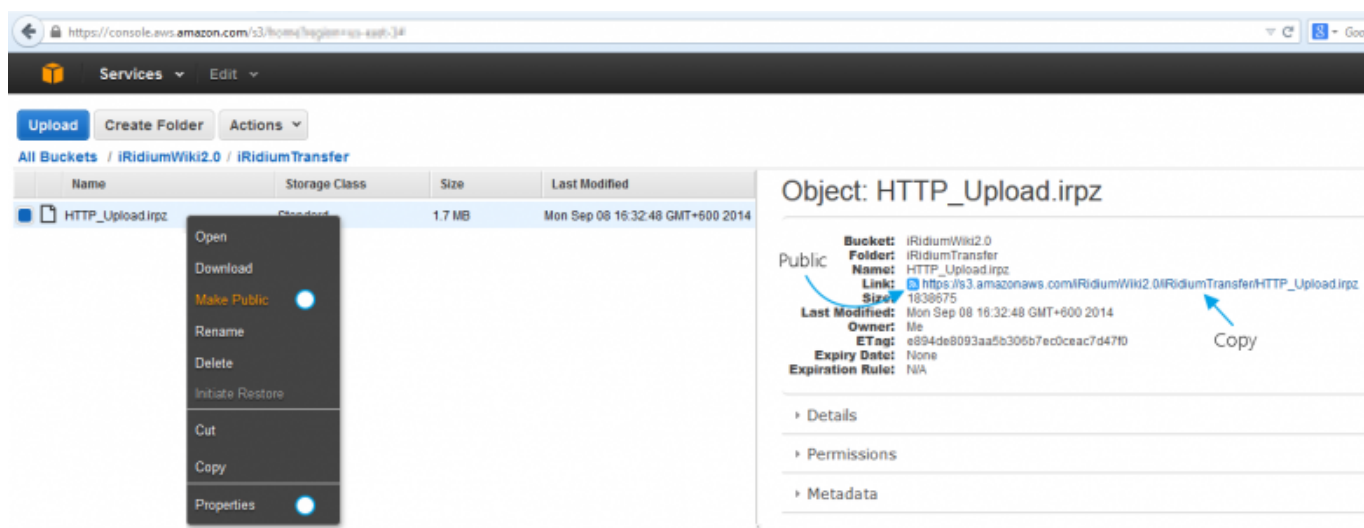 https://console.aws.amazon.com/s3/
Goo
Services Edit
Upload Create Folder Actions
All Buckets / iRidiumWiki2.0 / iRidiumTransfer
Name Storage Class Size Last Modified
HTTP_Upload.irpz Standard 1.7 MB Mon Sep 08 16:32:48 GMT+600 2014
Open
Download
Make Public
Rename
Delete
Initiate Restore
Cut
Copy
Properties
Object: HTTP_Upload.irpz
Public
Bucket: iRidiumWiki2.0
Folder: iRidiumTransfer
Name: HTTP_Upload.irpz
Link: https://s3.amazonaws.com/iRidiumWiki2.0/iRidiumTransfer/HTTP_Upload.irpz
Size: 1838675
Last Modified: Mon Sep 08 16:32:48 GMT+600 2014
Owner: Me
ETag: e894de8093aa5b306b7ec0ceac7d47f0
Expiry Date: None
Expiration Rule: N/A
Copy
Details
Permissions
Metadata